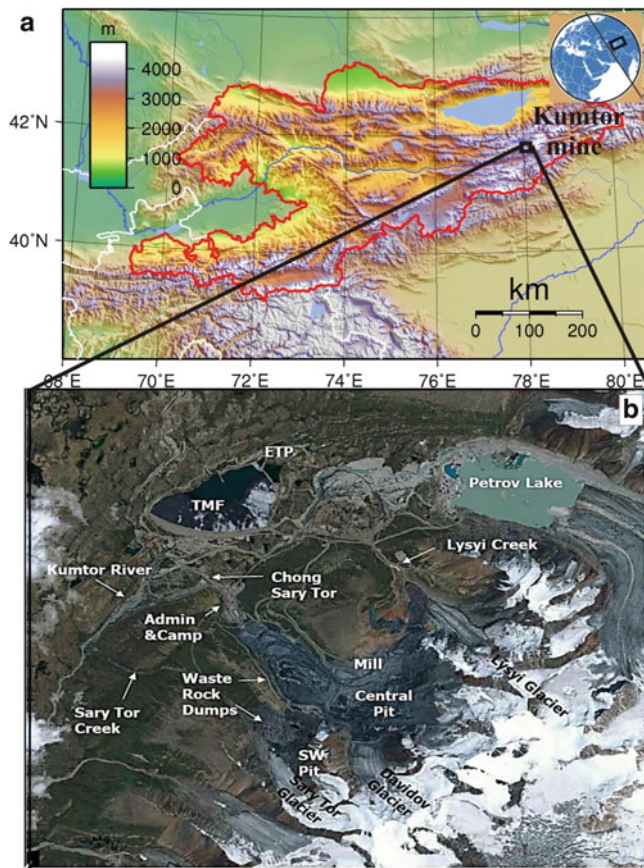 a
m
4000
3000
2000
1000
0
42°N
40°N
Kumtor
mine
km
0 100 200
68°E 70°E 72°E 74°E 76°E 78°E 80°E
b
ETP
TMF
Petrov Lake
Kumtor River
Chong
Sary Tor
Lysyi Creek
Admin
&Camp
Waste
Rock
Dumps
Mill
Central
Pit
Lysyi Glacier
Sary Tor
Creek
SW
Pit
Sary Tor
Glacier
Davidov
Glacier